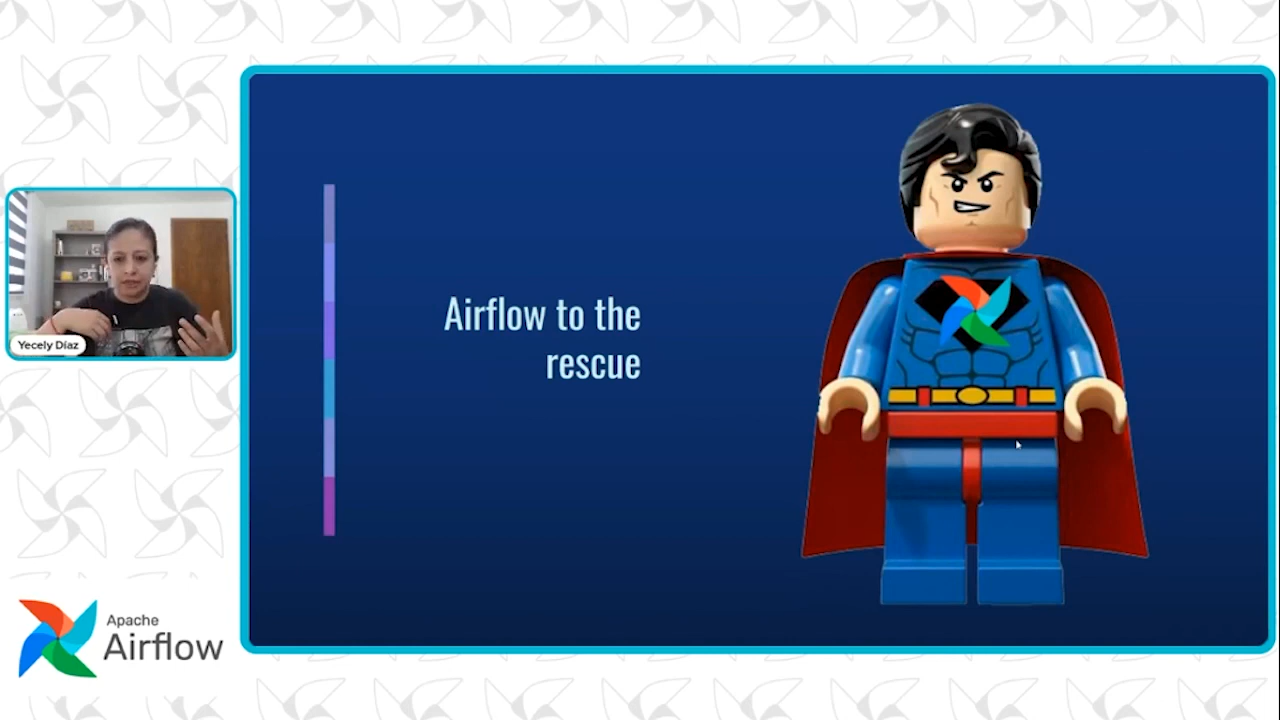 Airflow to the
rescue
Yecely Díaz
Apache
Airflow